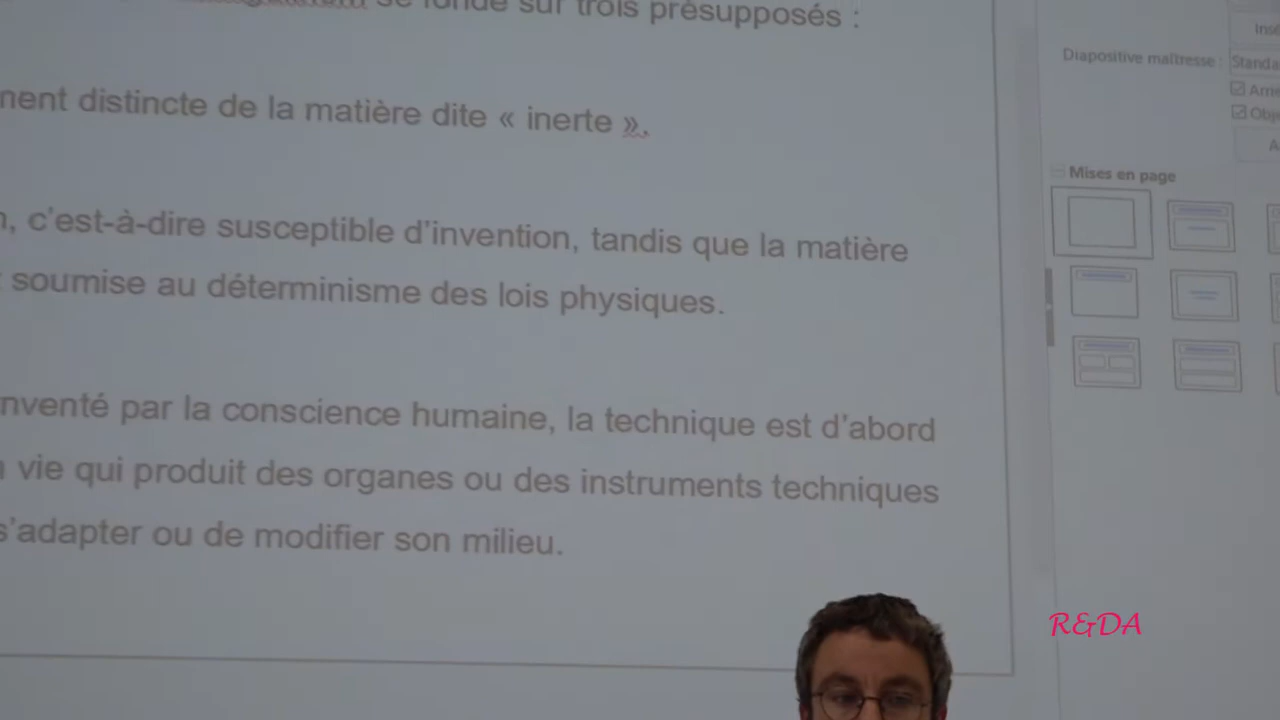 se fonde sur trois présupposés :
distincte de la matière dite « inerte ».
c'est-à-dire susceptible d'invention, tandis que la matière
soumise au déterminisme des lois physiques.
par la conscience humaine, la technique est d'abord
vie qui produit des organes ou des instruments techniques
s'adapter ou de modifier son milieu.
Diapositive maîtresse :
Mises en page
R&DA